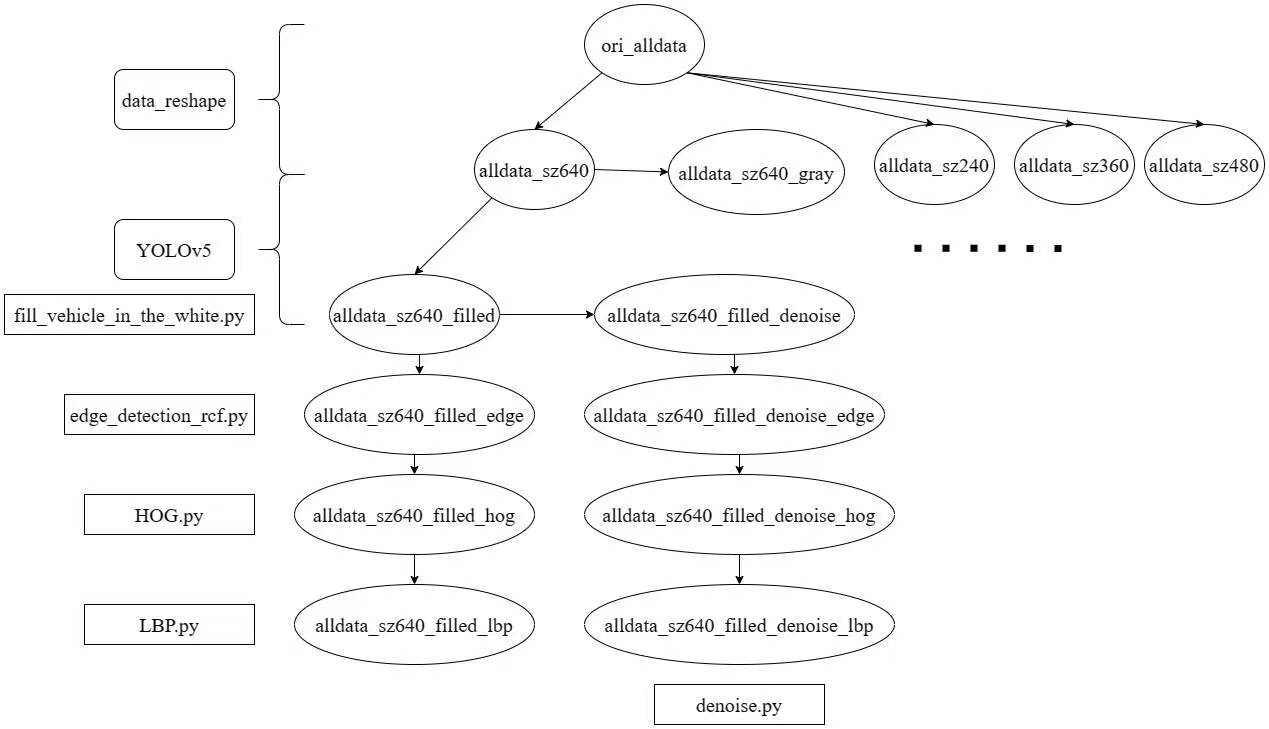 ori_alldata
data_reshape
alldata_sz640
alldata_sz640_gray
alldata_sz240
alldata_sz360
alldata_sz480
YOLOv5
fill_vehicle_in_the_white.py
alldata_sz640_filled
alldata_sz640_filled_denoise
edge_detection_rcf.py
alldata_sz640_filled_edge
alldata_sz640_filled_denoise_edge
HOG.py
alldata_sz640_filled_hog
alldata_sz640_filled_denoise_hog
LBP.py
alldata_sz640_filled_lbp
alldata_sz640_filled_denoise_lbp
denoise.py